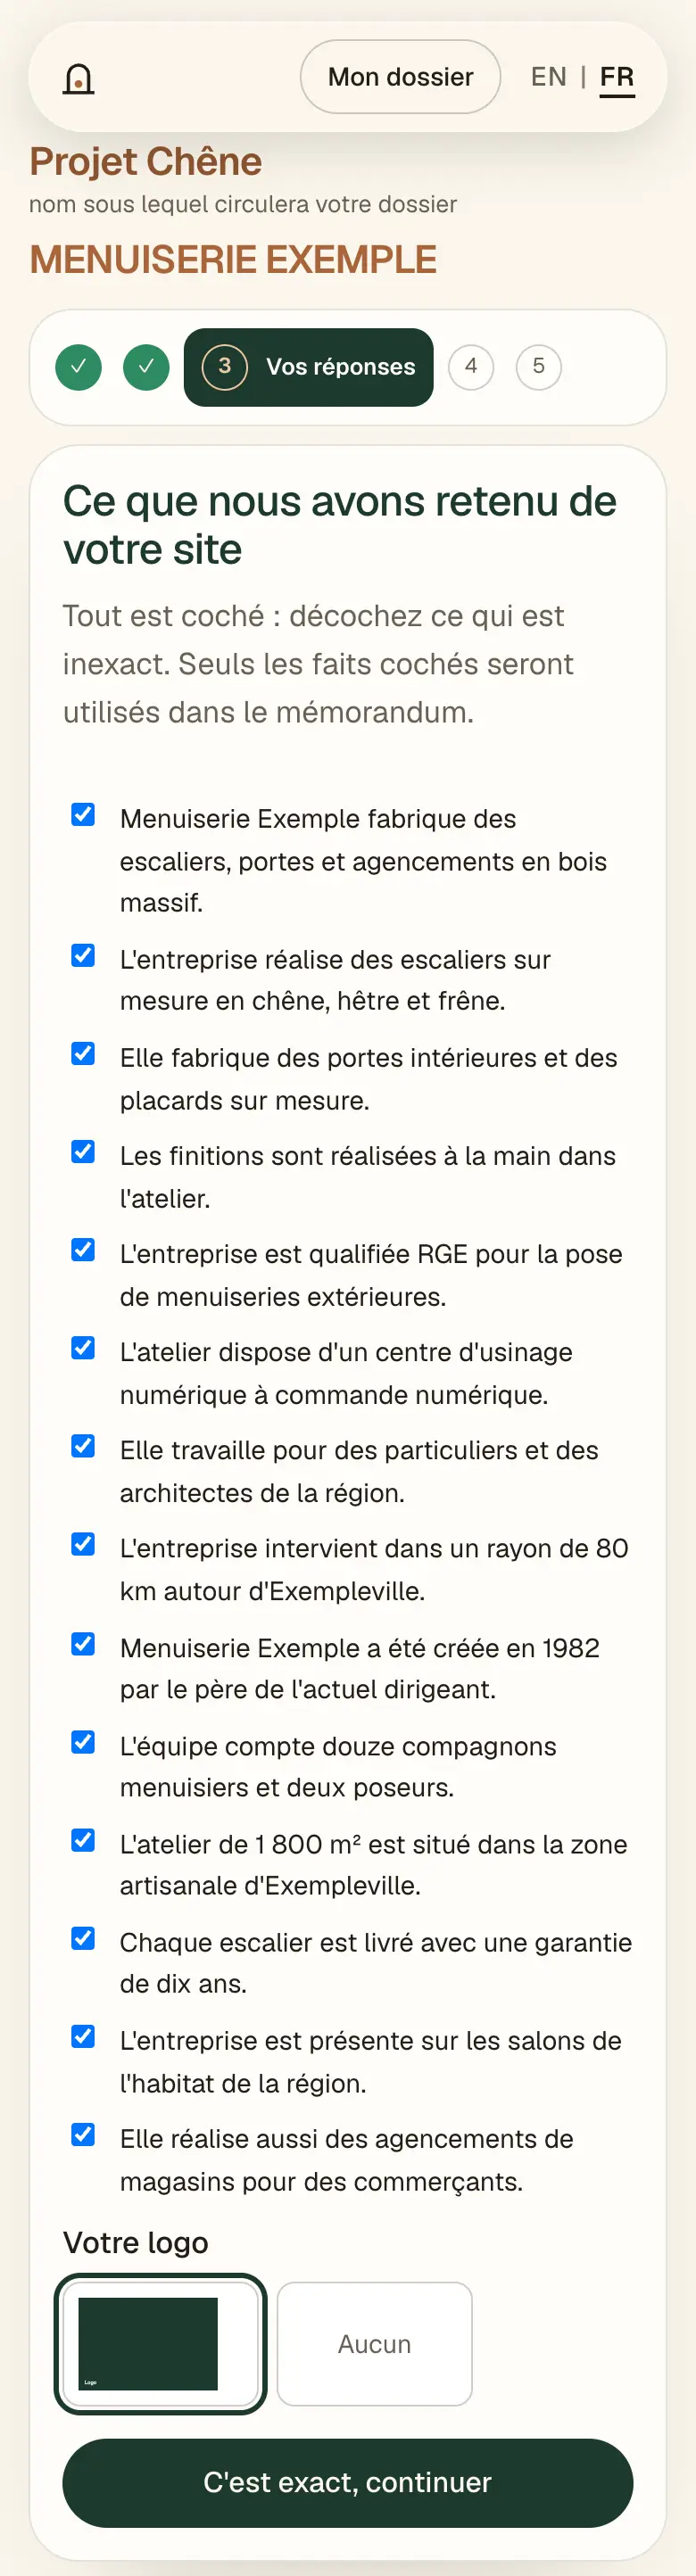 Mon dossier
EN | FR
Projet Chêne
nom sous lequel circulera votre dossier
MENUISERIE EXEMPLE
3 Vos réponses 4 5
Ce que nous avons retenu de
votre site
Tout est coché : décochez ce qui est
inexact. Seuls les faits cochés seront
utilisés dans le mémorandum.
Menuiserie Exemple fabrique des
escaliers, portes et agencements en bois
massif.
L'entreprise réalise des escaliers sur
mesure en chêne, hêtre et frêne.
Elle fabrique des portes intérieures et des
placards sur mesure.
Les finitions sont réalisées à la main dans
l'atelier.
L'entreprise est qualifiée RGE pour la pose
de menuiseries extérieures.
L'atelier dispose d'un centre d'usinage
numérique à commande numérique.
Elle travaille pour des particuliers et des
architectes de la région.
L'entreprise intervient dans un rayon de 80
km autour d'Exempleville.
Menuiserie Exemple a été créée en 1982
par le père de l'actuel dirigeant.
L'équipe compte douze compagnons
menuisiers et deux poseurs.
L'atelier de 1 800 m² est situé dans la zone
artisanale d'Exempleville.
Chaque escalier est livré avec une garantie
de dix ans.
L'entreprise est présente sur les salons de
l'habitat de la région.
Elle réalise aussi des agencements de
magasins pour des commerçants.
Votre logo
Logo
Aucun
C'est exact, continuer